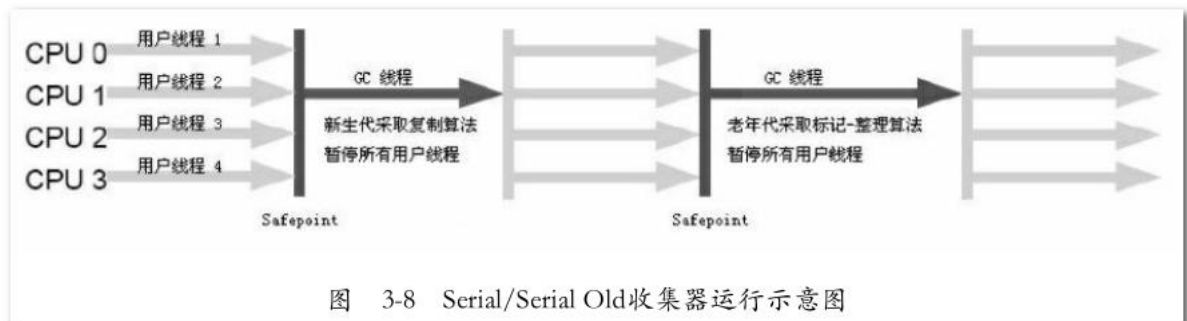 CPU 0
用户线程 1
CPU 1
用户线程 2
CPU 2
用户线程 3
CPU 3
用户线程 4
GC 线程
新生代采取复制算法
暂停所有用户线程
Safepoint
GC 线程
老年代采取标记-整理算法
暂停所有用户线程
Safepoint
图 3-8 Serial/Serial Old收集器运行示意图